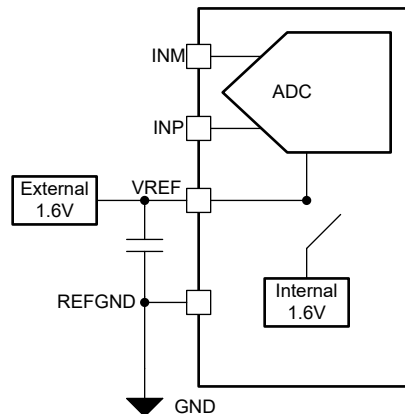 INM
ADC
INP
VREF
External
1.6V
REFGND
Internal
1.6V
GND